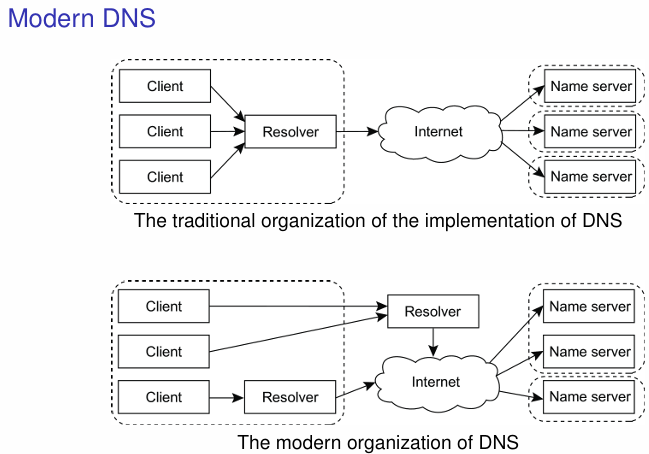 Modern DNS
Client
Name server
Client
Resolver
Internet
Name server
Client
Name server
The traditional organization of the implementation of DNS
Client
Resolver
Name server
Client
Internet
Name server
Client
Resolver
Name server
The modern organization of DNS